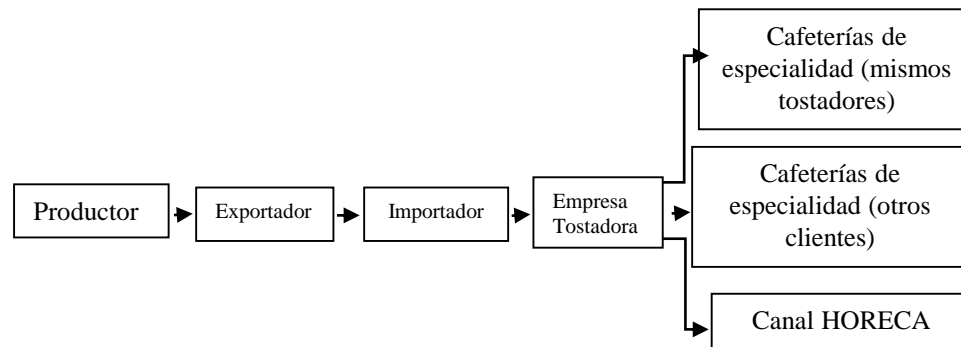 Cafeterías de
especialidad (mismos
tostadores)
Productor
Exportador
Importador
Empresa
Tostadora
Cafeterías de
especialidad (otros
clientes)
Canal HORECA